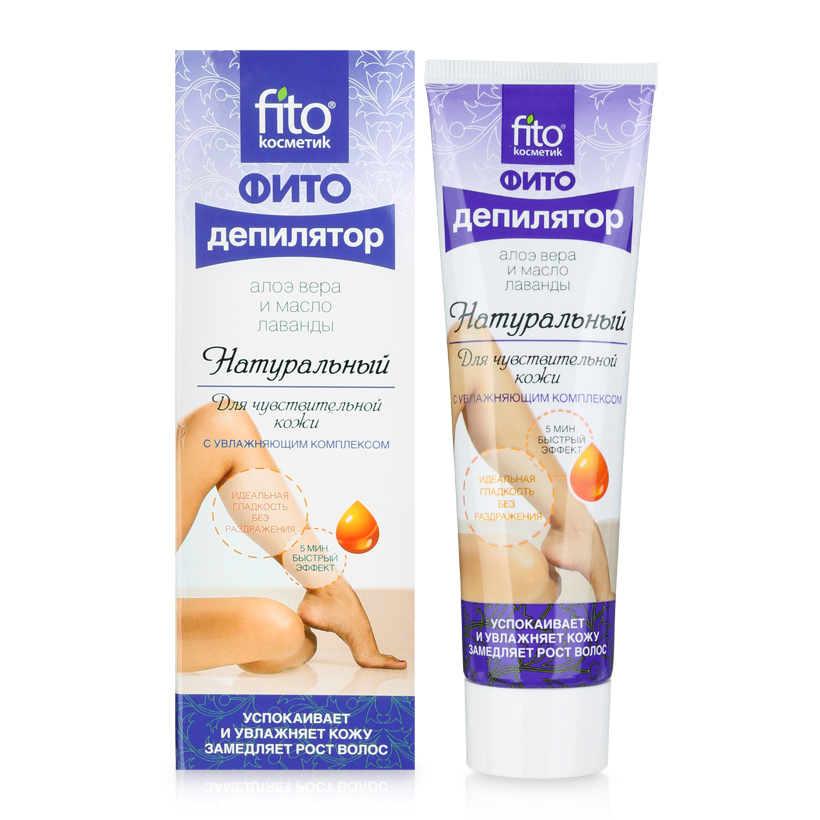 fito®
косметик
ФИТО
депилятор
алоэ вера
и масло
лаванды
Натуральный
Для чувствительной
кожи
С УВЛАЖНЯЮЩИМ КОМПЛЕКСОМ
ИДЕАЛЬНАЯ
ГЛАДКОСТЬ
БЕЗ
РАЗДРАЖЕНИЯ
5 МИН.
БЫСТРЫЙ
ЭФФЕКТ
УСПОКАИВАЕТ
И УВЛАЖНЯЕТ КОЖУ
ЗАМЕДЛЯЕТ РОСТ ВОЛОС
fito®
косметик
ФИТО
депилятор
алоэ вера
и масло
лаванды
Натуральный
Для чувствительной
кожи
С УВЛАЖНЯЮЩИМ КОМПЛЕКСОМ
5 МИН.
БЫСТРЫЙ
ЭФФЕКТ
ИДЕАЛЬНАЯ
ГЛАДКОСТЬ
БЕЗ
РАЗДРАЖЕНИЯ
УСПОКАИВАЕТ
И УВЛАЖНЯЕТ КОЖУ
ЗАМЕДЛЯЕТ РОСТ ВОЛОС